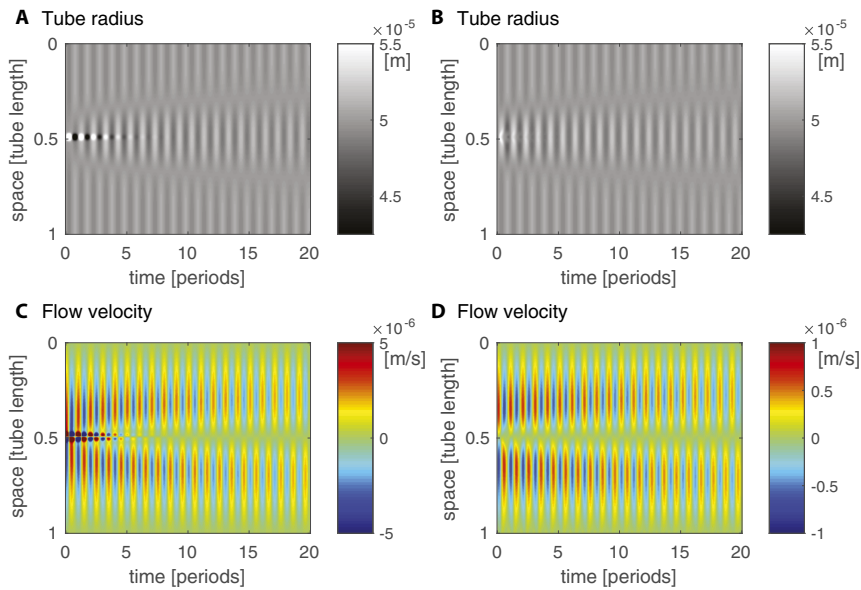 A Tube radius
× 10⁻⁵
5.5
[m]
5
4.5
0
0.5
1
space [tube length]
0 5 10 15 20
time [periods]
B Tube radius
× 10⁻⁵
5.5
[m]
5
4.5
0
0.5
1
space [tube length]
0 5 10 15 20
time [periods]
C Flow velocity
× 10⁻⁶
5
[m/s]
0
-5
0
0.5
1
space [tube length]
0 5 10 15 20
time [periods]
D Flow velocity
× 10⁻⁶
1
[m/s]
0.5
0
-0.5
-1
0
0.5
1
space [tube length]
0 5 10 15 20
time [periods]